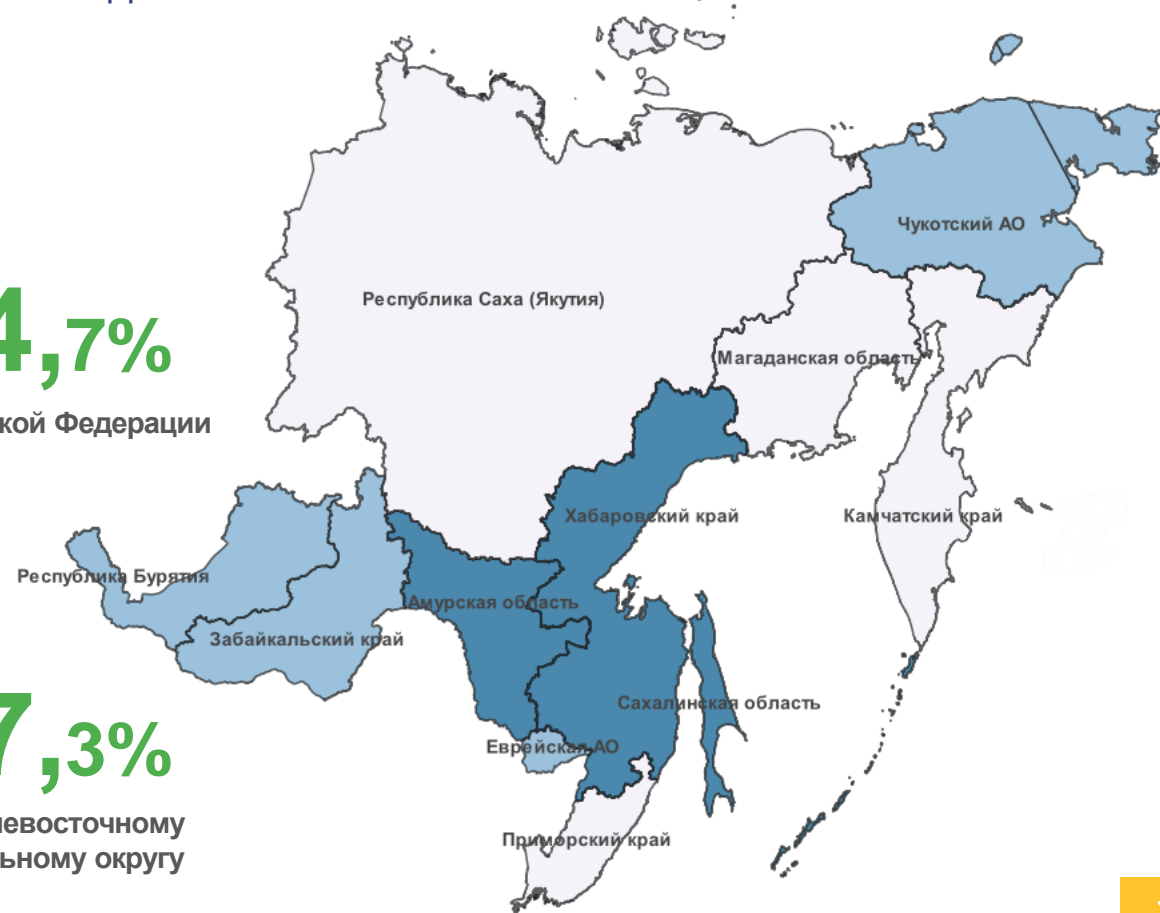 Чукотский АО
Республика Саха (Якутия)
4,7%
Магаданская область
кой Федерации
Хабаровский край
Камчатский край
Республика Бурятия
Амурская область
Забайкальский край
Сахалинская область
7,3%
Еврейская АО
невосточному
Приморский край
ьному округу